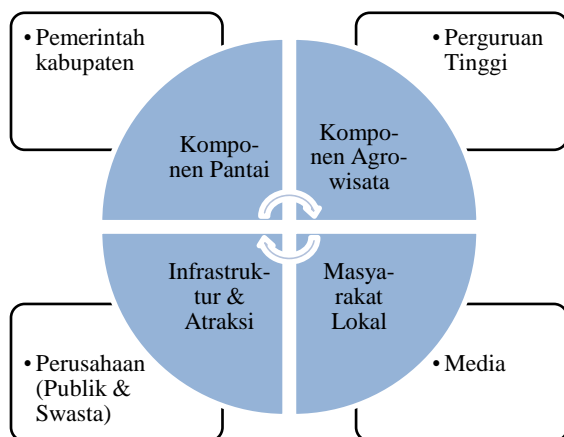 • Pemerintah
kabupaten
• Perguruan
Tinggi
Kompo-
nen Pantai
Kompo-
nen Agro-
wisata
Infrastruk-
tur &
Atraksi
Masya-
rakat
Lokal
• Perusahaan
(Publik &
Swasta)
• Media